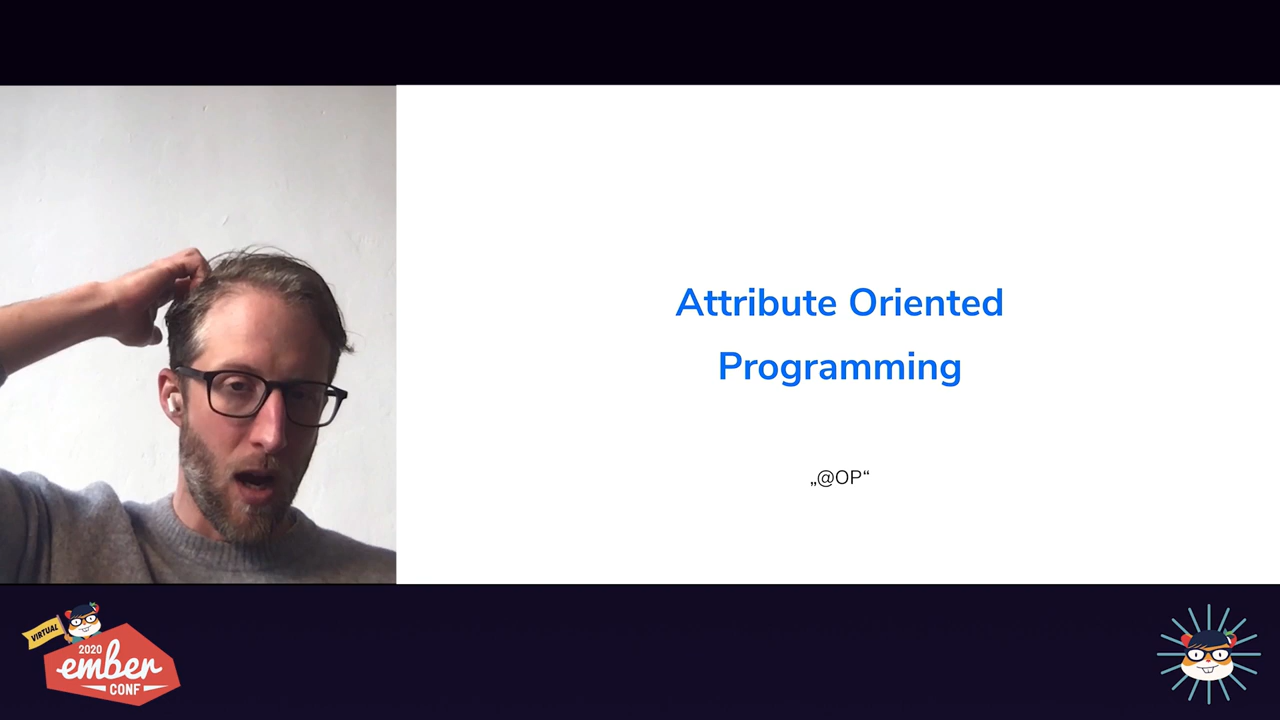 Attribute Oriented
Programming
„@OP“
VIRTUAL
2020
ember
CONF